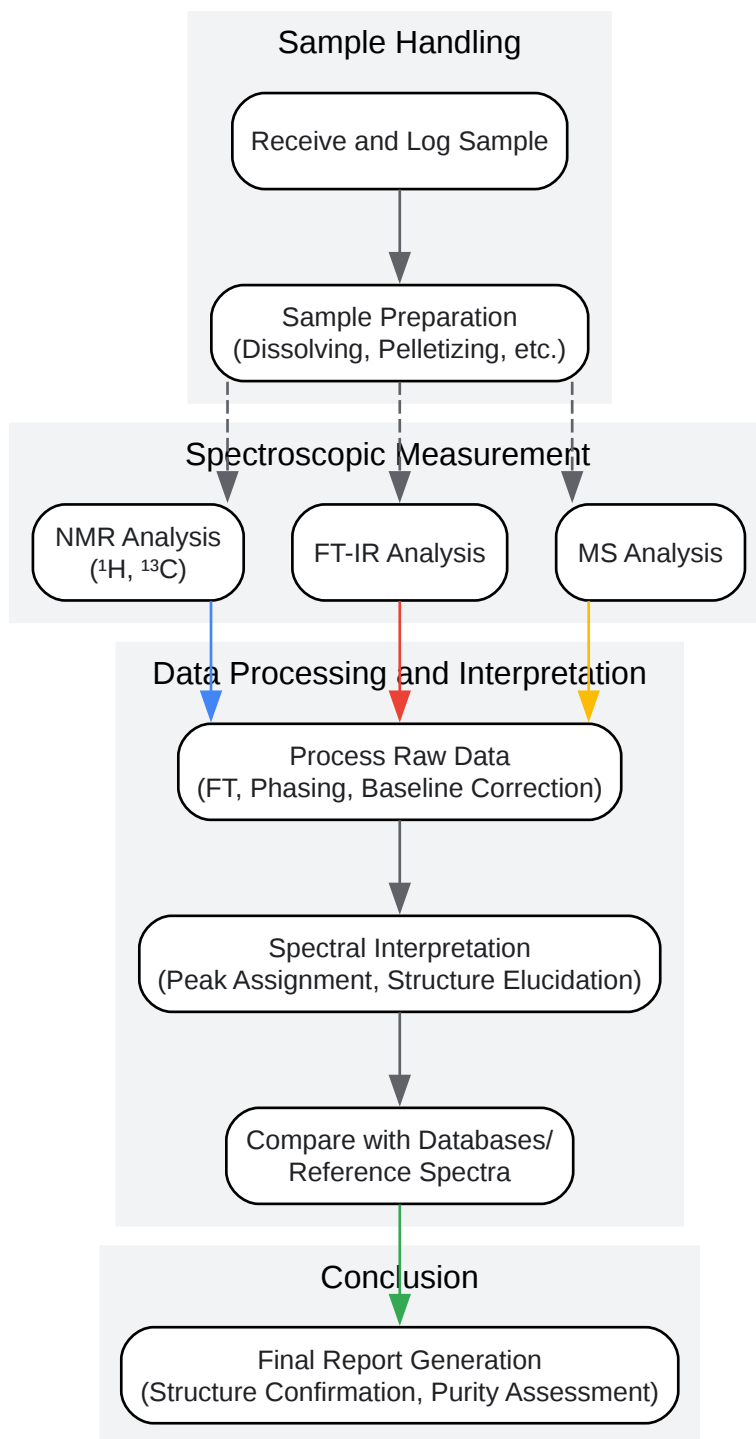 Sample Handling
Receive and Log Sample
Sample Preparation
(Dissolving, Pelletizing, etc.)
Spectroscopic Measurement
NMR Analysis
(¹H, ¹³C)
FT-IR Analysis
MS Analysis
Data Processing and Interpretation
Process Raw Data
(FT, Phasing, Baseline Correction)
Spectral Interpretation
(Peak Assignment, Structure Elucidation)
Compare with Databases/
Reference Spectra
Conclusion
Final Report Generation
(Structure Confirmation, Purity Assessment)